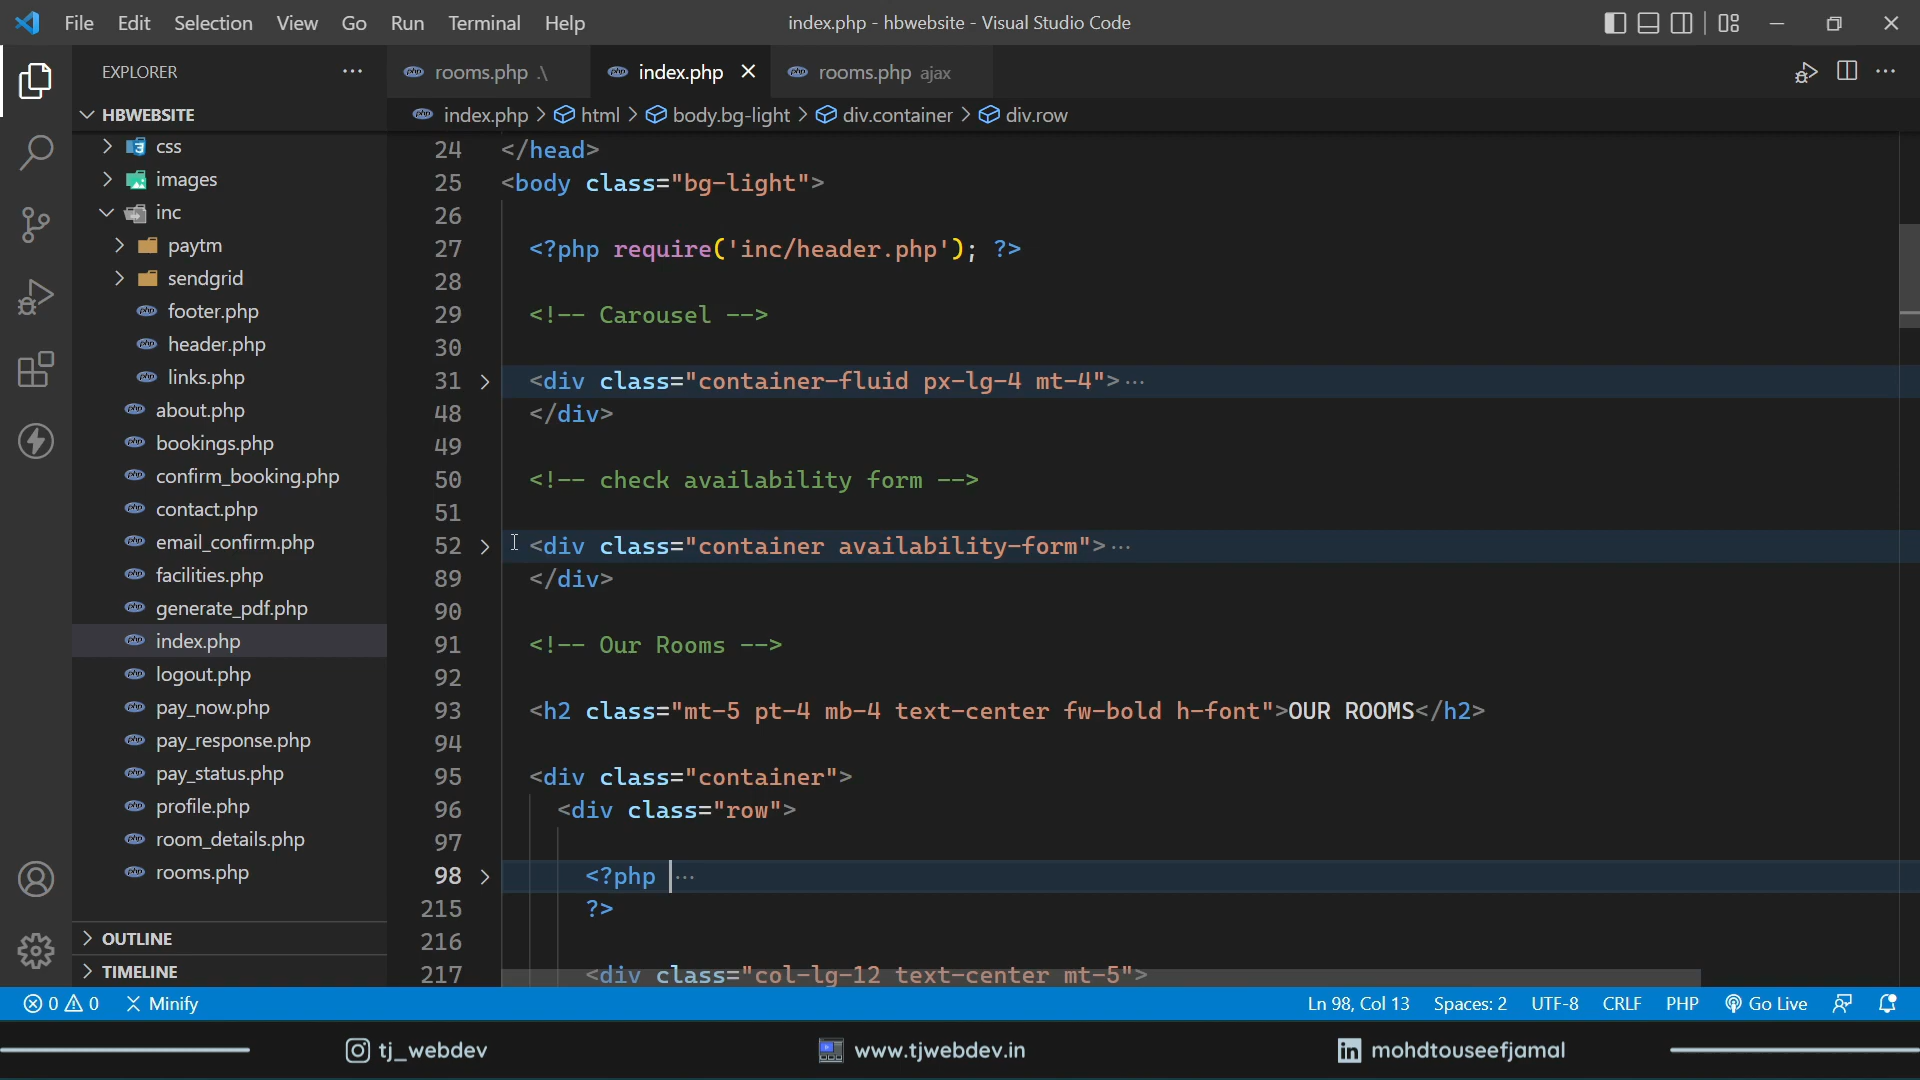 File Edit Selection View Go Run Terminal Help
index.php - hbwebsite - Visual Studio Code
EXPLORER
rooms.php .\
index.php
rooms.php ajax
HBWEBSITE
index.php > html > body.bg-light > div.container > div.row
css
images
inc
paytm
sendgrid
footer.php
header.php
links.php
about.php
bookings.php
confirm_booking.php
contact.php
email_confirm.php
facilities.php
generate_pdf.php
index.php
logout.php
pay_now.php
pay_response.php
pay_status.php
profile.php
room_details.php
rooms.php
OUTLINE
TIMELINE
24 </head>
25 <body class="bg-light">
26
27 <?php require('inc/header.php'); ?>
28
29 <!-- Carousel -->
30
31 <div class="container-fluid px-lg-4 mt-4">…
48 </div>
49
50 <!-- check availability form -->
51
52 <div class="container availability-form">…
89 </div>
90
91 <!-- Our Rooms -->
92
93 <h2 class="mt-5 pt-4 mb-4 text-center fw-bold h-font">OUR ROOMS</h2>
94
95 <div class="container">
96 <div class="row">
97
98 <?php …
215 ?>
216
217 <div class="col-lg-12 text-center mt-5">
0 0 Minify
Ln 98, Col 13 Spaces: 2 UTF-8 CRLF PHP Go Live
tj_webdev
www.tjwebdev.in
mohdtouseefjamal